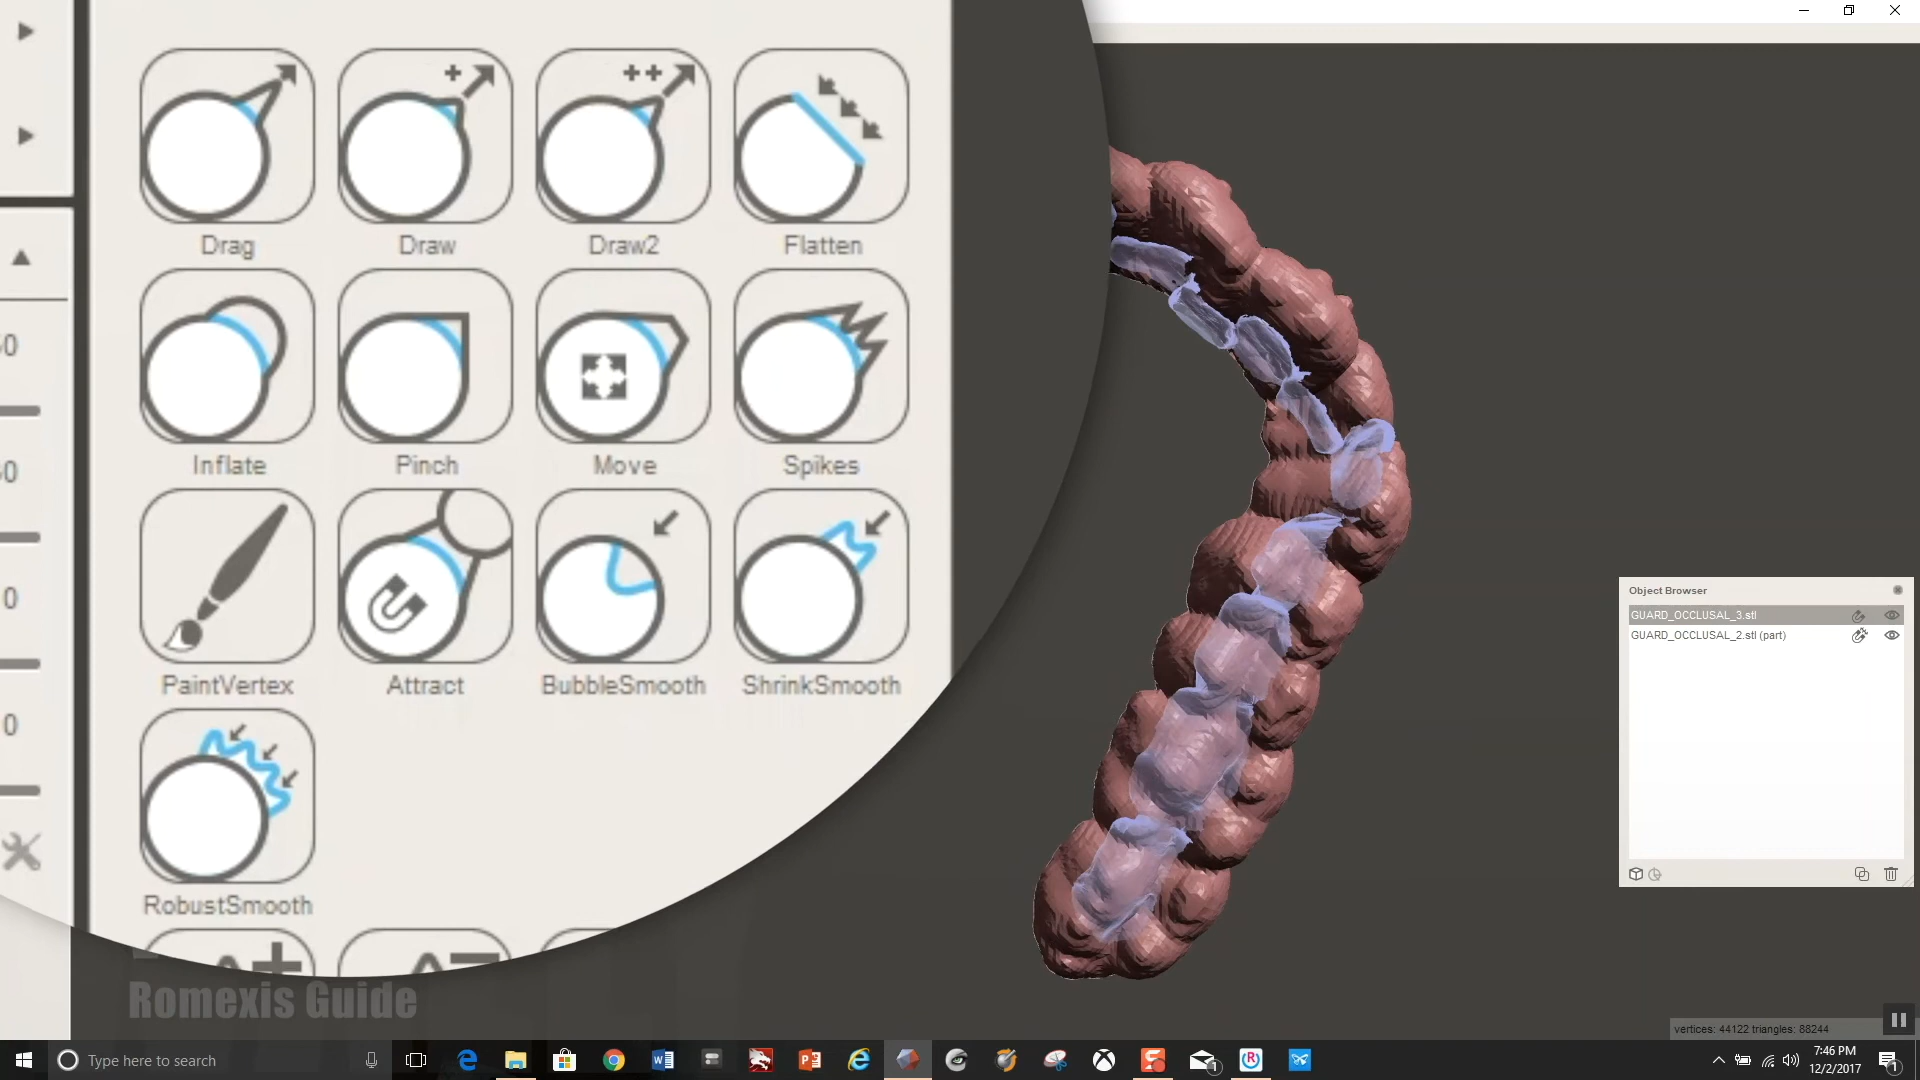 Drag Draw Draw2 Flatten
Inflate Pinch Move Spikes
PaintVertex Attract BubbleSmooth ShrinkSmooth
RobustSmooth
Romexis Guide
Object Browser
GUARD_OCCLUSAL_3.stl
GUARD_OCCLUSAL_2.stl (part)
vertices: 44122 triangles: 88244
Type here to search
7:46 PM
12/2/2017